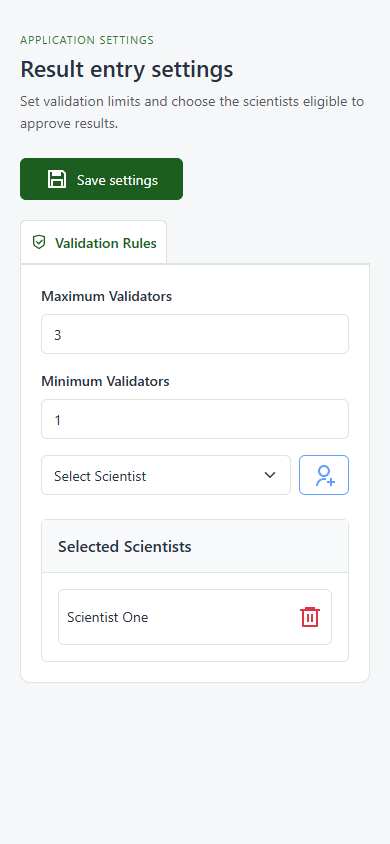 APPLICATION SETTINGS
Result entry settings
Set validation limits and choose the scientists eligible to
approve results.
Save settings
Validation Rules
Maximum Validators
3
Minimum Validators
1
Select Scientist
Selected Scientists
Scientist One